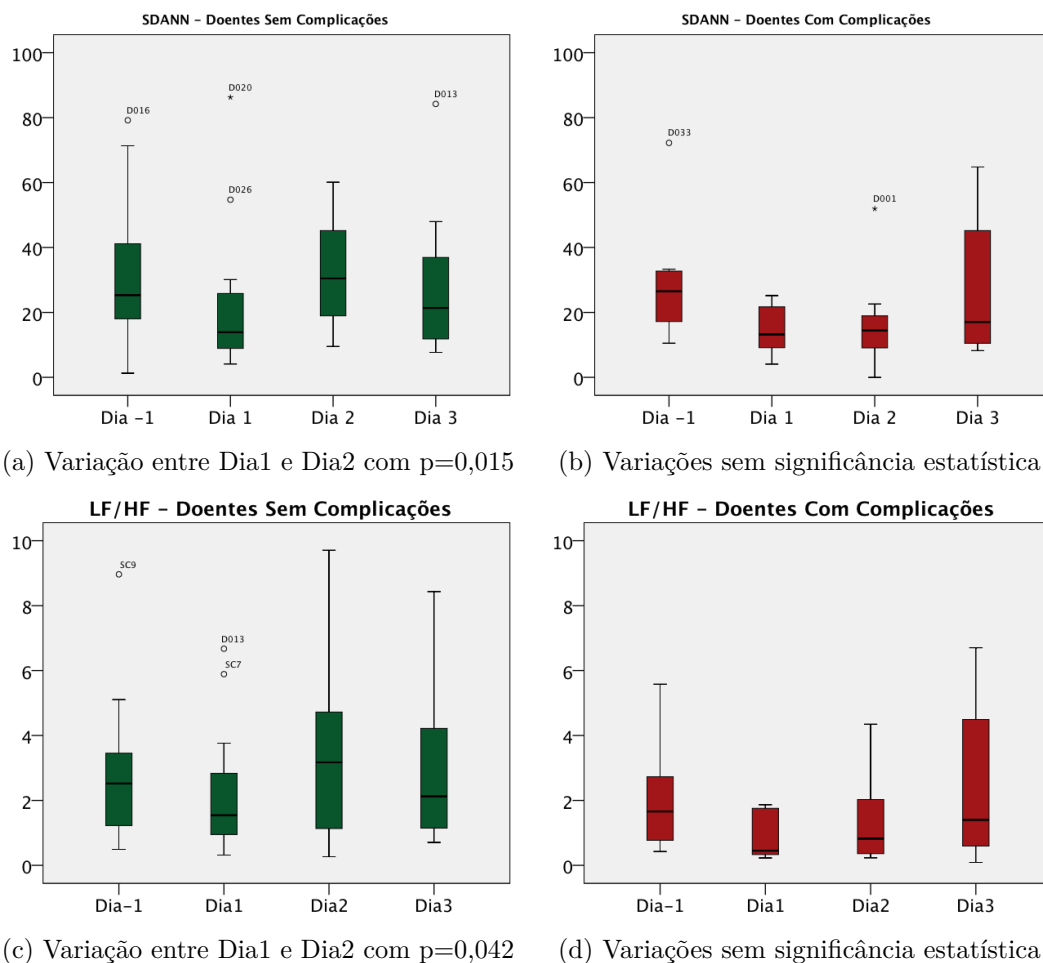 SDANN – Doentes Sem Complicações
100
80
60
40
20
0
D016
D020
D026
D013
Dia -1
Dia 1
Dia 2
Dia 3
(a) Variação entre Dia1 e Dia2 com p=0,015
SDANN – Doentes Com Complicações
100
80
60
40
20
0
D033
D001
Dia -1
Dia 1
Dia 2
Dia 3
(b) Variações sem significância estatística
LF/HF – Doentes Sem Complicações
10
8
6
4
2
0
SC9
D013
SC7
Dia-1
Dia1
Dia2
Dia3
(c) Variação entre Dia1 e Dia2 com p=0,042
LF/HF – Doentes Com Complicações
10
8
6
4
2
0
Dia-1
Dia1
Dia2
Dia3
(d) Variações sem significância estatística